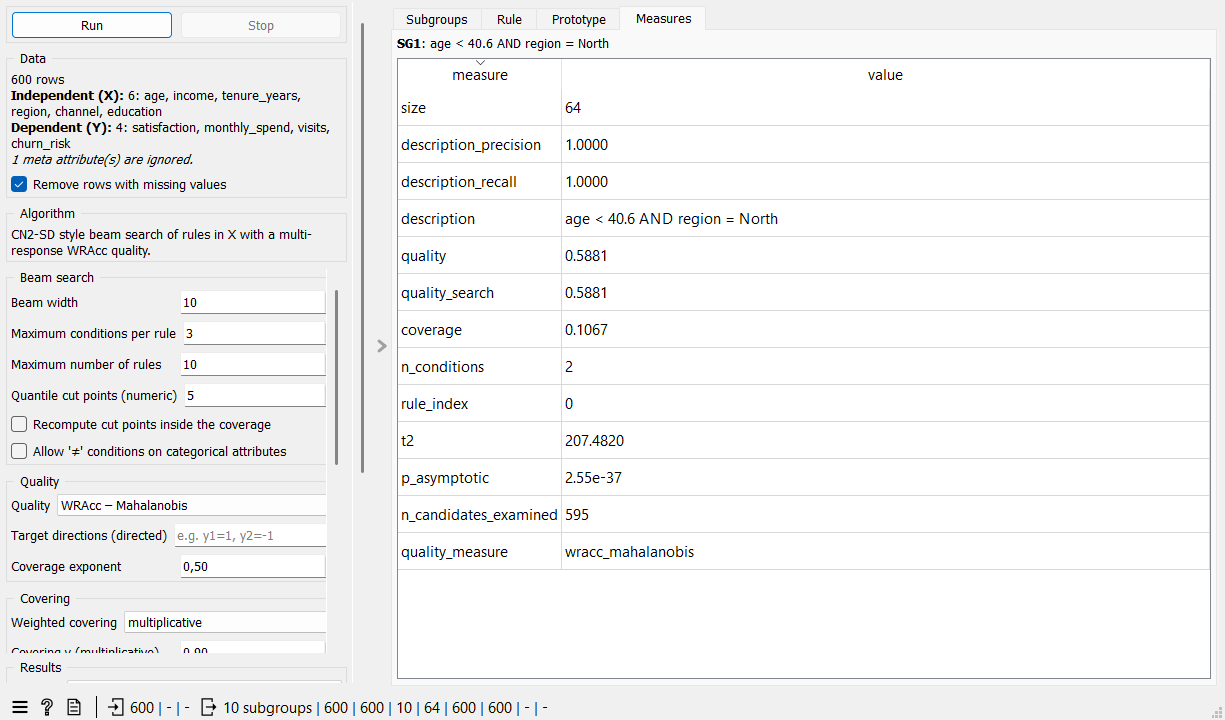 Run
Stop
Data
600 rows
Independent (X): 6: age, income, tenure_years,
region, channel, education
Dependent (Y): 4: satisfaction, monthly_spend, visits,
churn_risk
1 meta attribute(s) are ignored.
Remove rows with missing values
Algorithm
CN2-SD style beam search of rules in X with a multi-
response WRAcc quality.
Beam search
Beam width 10
Maximum conditions per rule 3
Maximum number of rules 10
Quantile cut points (numeric) 5
Recompute cut points inside the coverage
Allow '≠' conditions on categorical attributes
Quality
Quality WRAcc – Mahalanobis
Target directions (directed) e.g. y1=1, y2=-1
Coverage exponent 0,50
Covering
Weighted covering multiplicative
Covering γ (multiplicative) 0,90
Results
Subgroups Rule Prototype Measures
SG1: age < 40.6 AND region = North
measure value
size 64
description_precision 1.0000
description_recall 1.0000
description age < 40.6 AND region = North
quality 0.5881
quality_search 0.5881
coverage 0.1067
n_conditions 2
rule_index 0
t2 207.4820
p_asymptotic 2.55e-37
n_candidates_examined 595
quality_measure wracc_mahalanobis
600 | - | - 10 subgroups | 600 | 600 | 10 | 64 | 600 | 600 | - | -